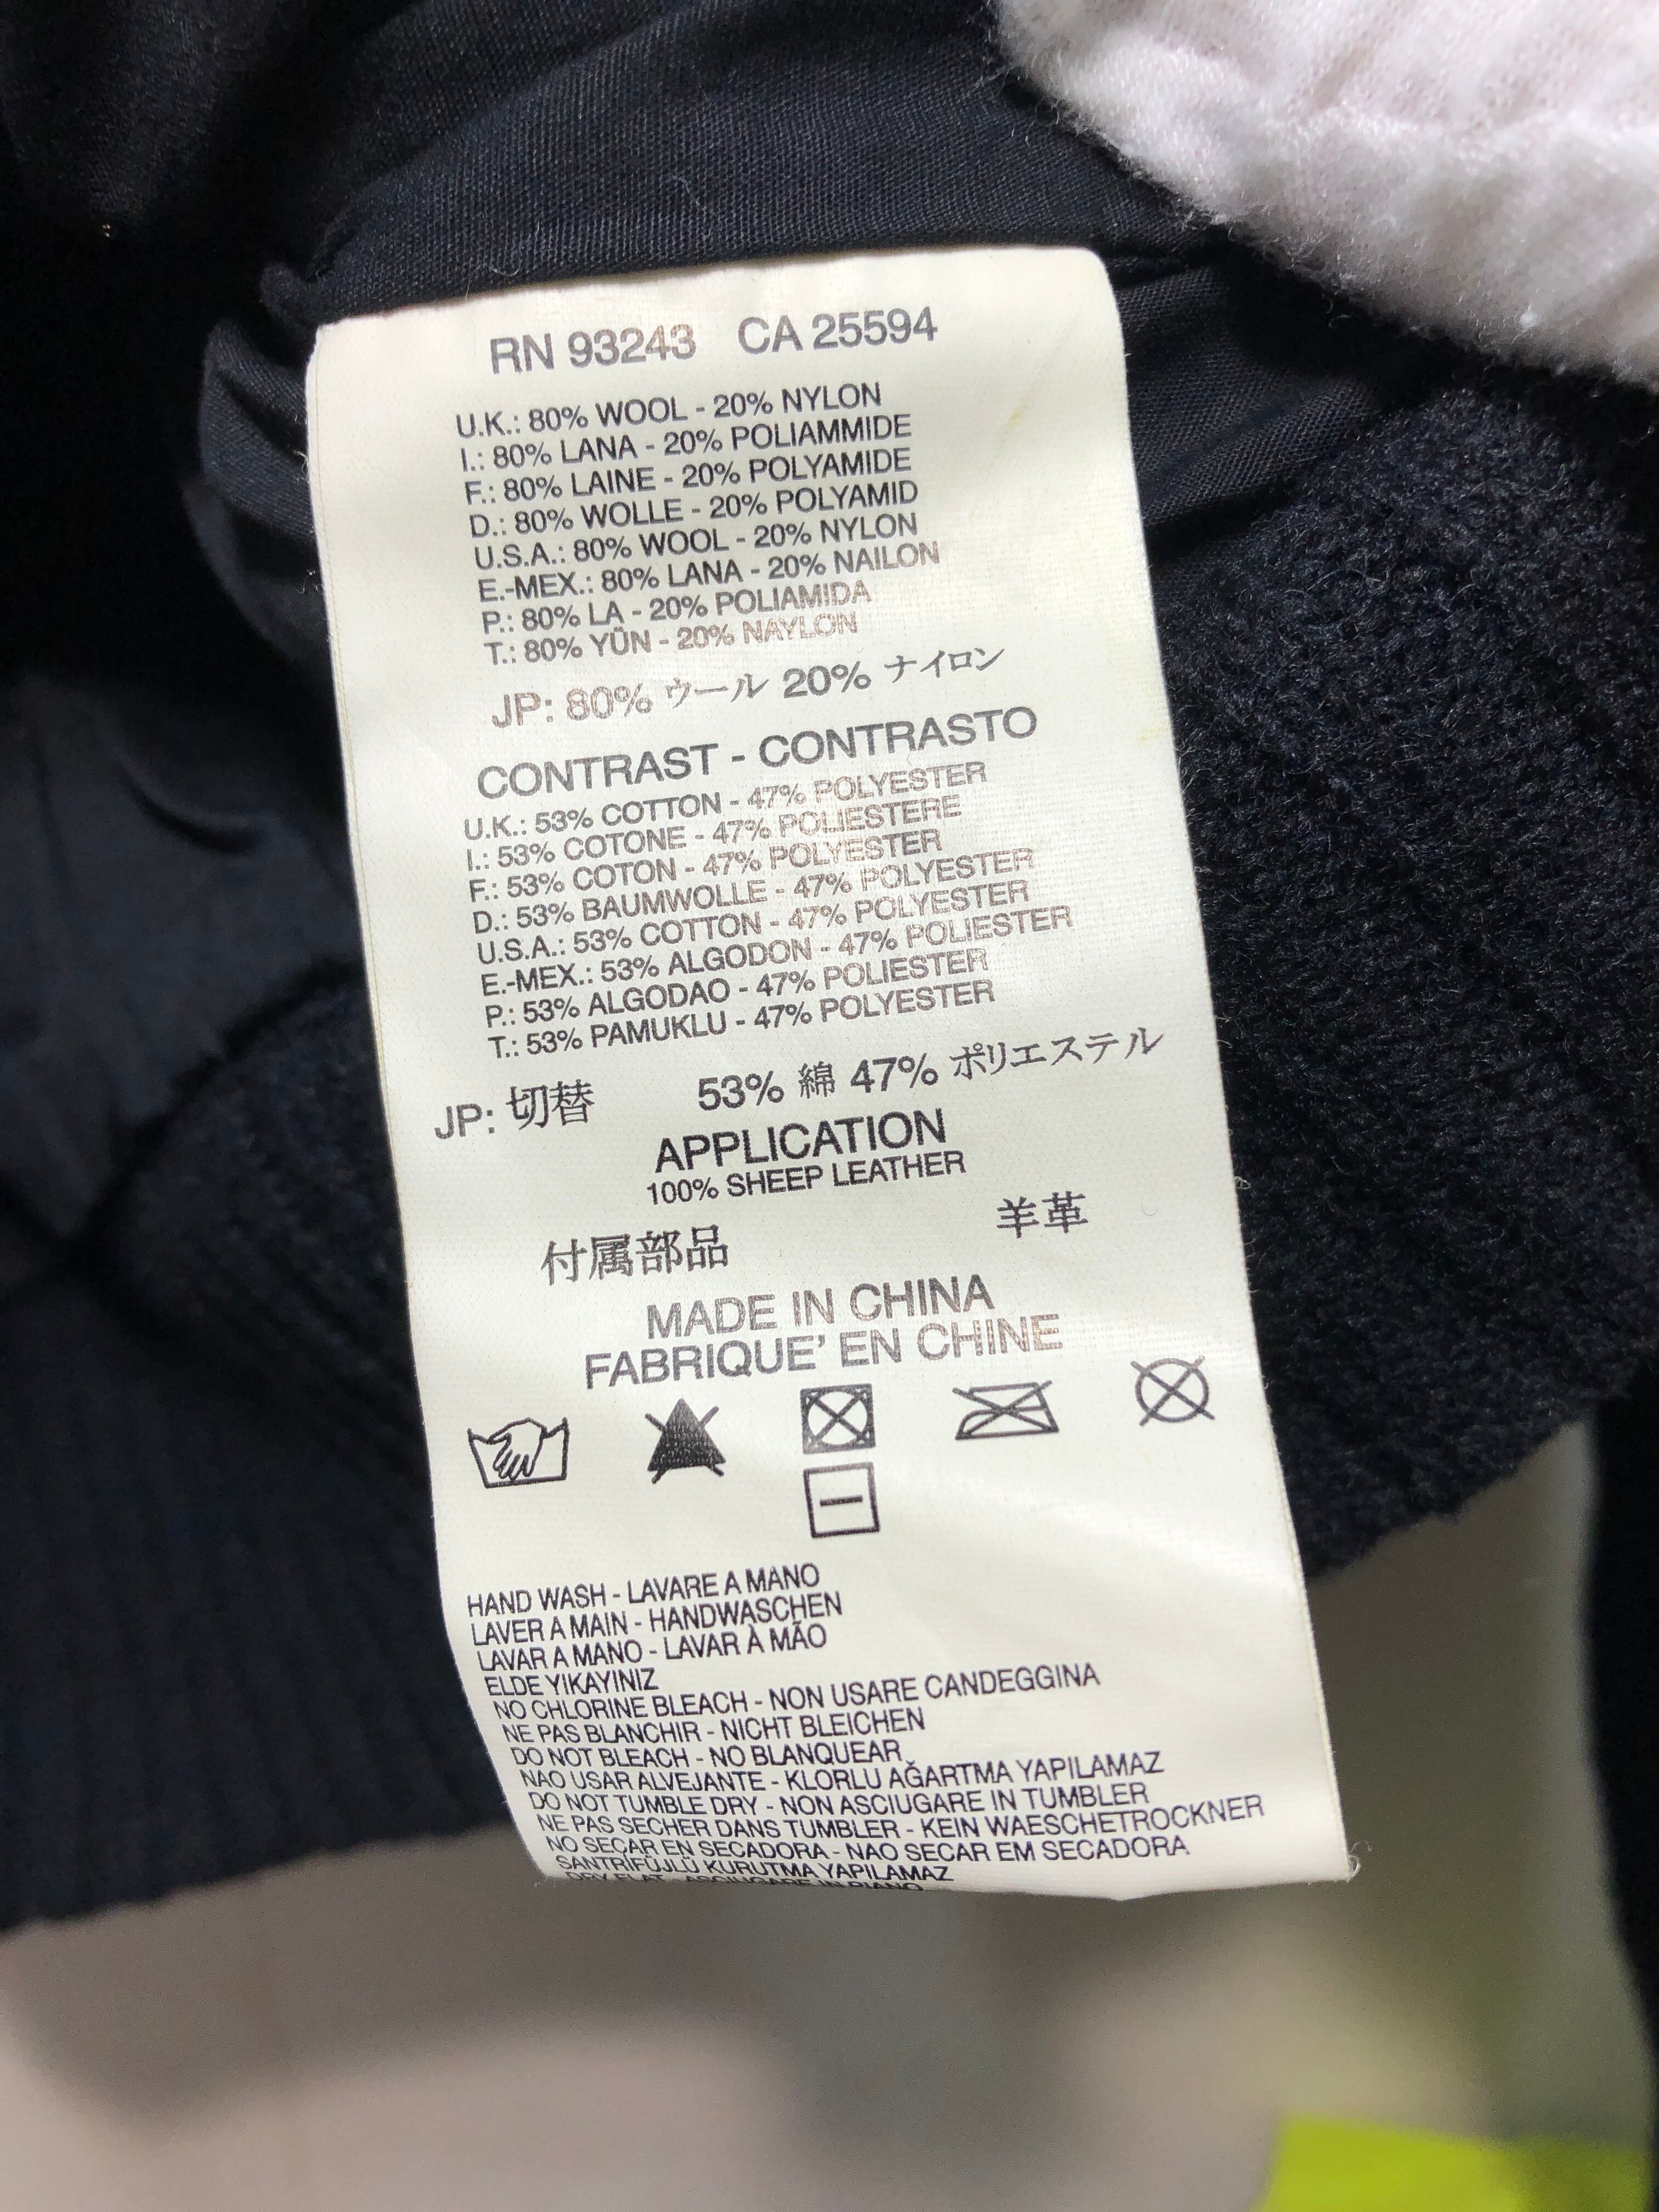 RN 93243 CA 25594
U.K.: 80% WOOL - 20% NYLON
I.: 80% LANA - 20% POLIAMMIDE
F.: 80% LAINE - 20% POLYAMIDE
D.: 80% WOLLE - 20% POLYAMID
U.S.A.: 80% WOOL - 20% NYLON
E.-MEX.: 80% LANA - 20% NAILON
P.: 80% LA - 20% POLIAMIDA
T.: 80% YÜN - 20% NAYLON
JP: 80% ウール 20% ナイロン
CONTRAST - CONTRASTO
U.K.: 53% COTTON - 47% POLYESTER
I.: 53% COTONE - 47% POLIESTERE
F.: 53% COTON - 47% POLYESTER
D.: 53% BAUMWOLLE - 47% POLYESTER
U.S.A.: 53% COTTON - 47% POLYESTER
E.-MEX.: 53% ALGODON - 47% POLIESTER
P.: 53% ALGODAO - 47% POLIESTER
T.: 53% PAMUKLU - 47% POLYESTER
JP: 切替 53% 綿 47% ポリエステル
APPLICATION
100% SHEEP LEATHER
付属部品 羊革
MADE IN CHINA
FABRIQUE' EN CHINE
HAND WASH - LAVARE A MANO
LAVER A MAIN - HANDWASCHEN
LAVAR A MANO - LAVAR À MÃO
ELDE YIKAYINIZ
NO CHLORINE BLEACH - NON USARE CANDEGGINA
NE PAS BLANCHIR - NICHT BLEICHEN
DO NOT BLEACH - NO BLANQUEAR
NAO USAR ALVEJANTE - KLORLU AĞARTMA YAPILAMAZ
DO NOT TUMBLE DRY - NON ASCIUGARE IN TUMBLER
NE PAS SECHER DANS TUMBLER - KEIN WAESCHETROCKNER
NO SECAR EN SECADORA - NAO SECAR EM SECADORA
SANTRİFÜJLÜ KURUTMA YAPILAMAZ
DRY FLAT - ASCIUGARE IN PIANO